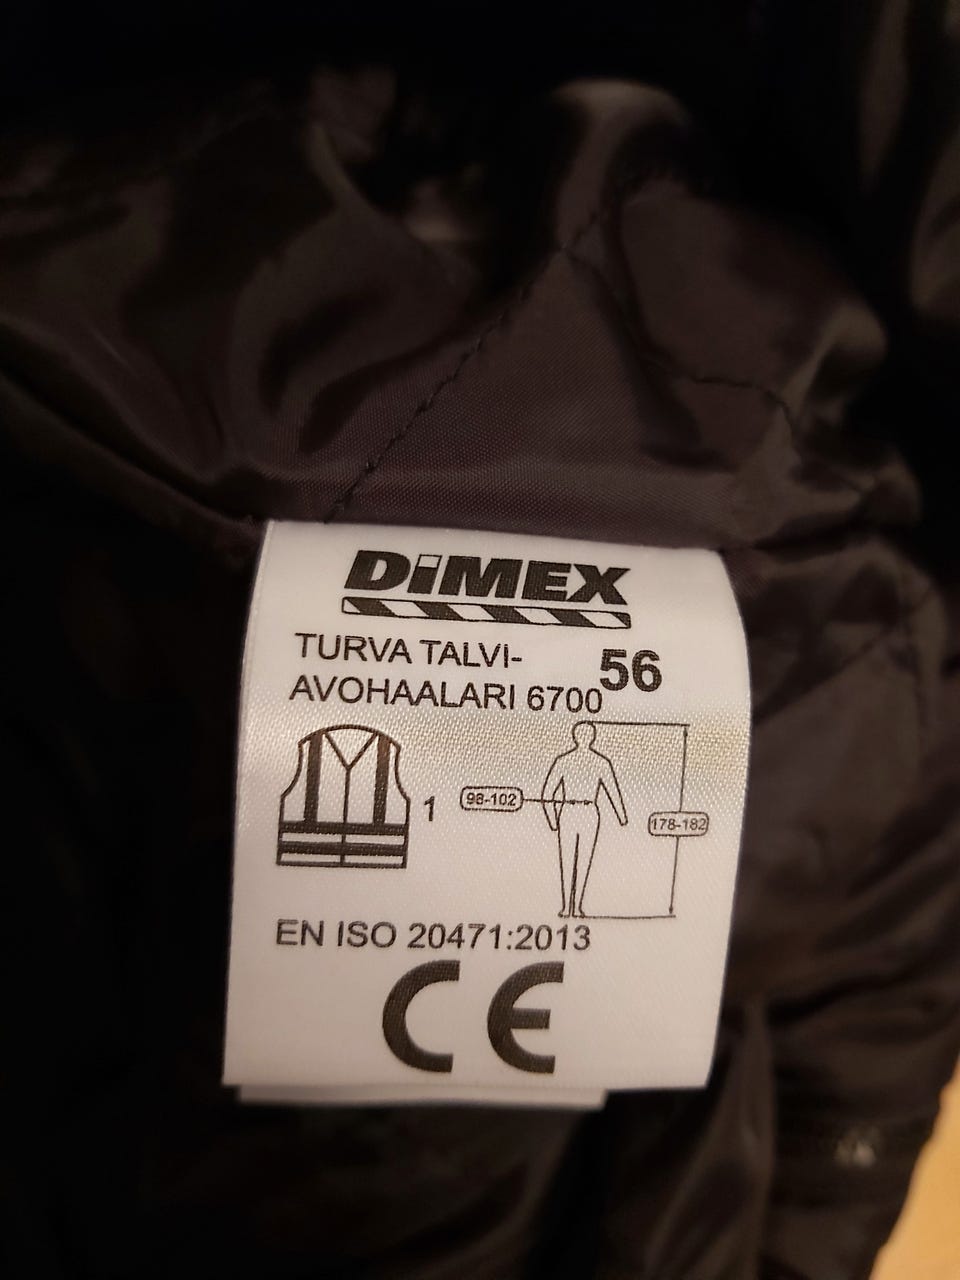 DiMEX
TURVA TALVI-
AVOHAALARI 6700
56
1
98-102
178-182
EN ISO 20471:2013
CE